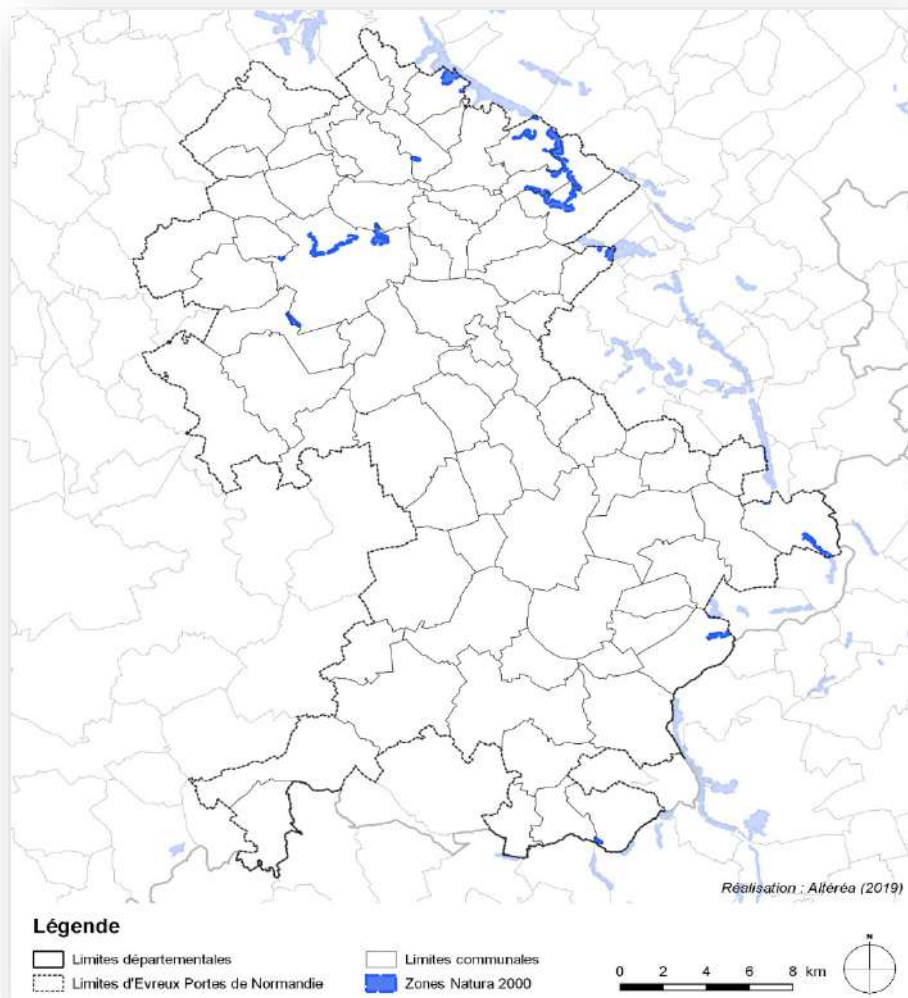 Réalisation : Altéréa (2019)
Légende
Limites départementales
Limites communales
Limites d'Evreux Portes de Normandie
Zones Natura 2000
0 2 4 6 8 km
N